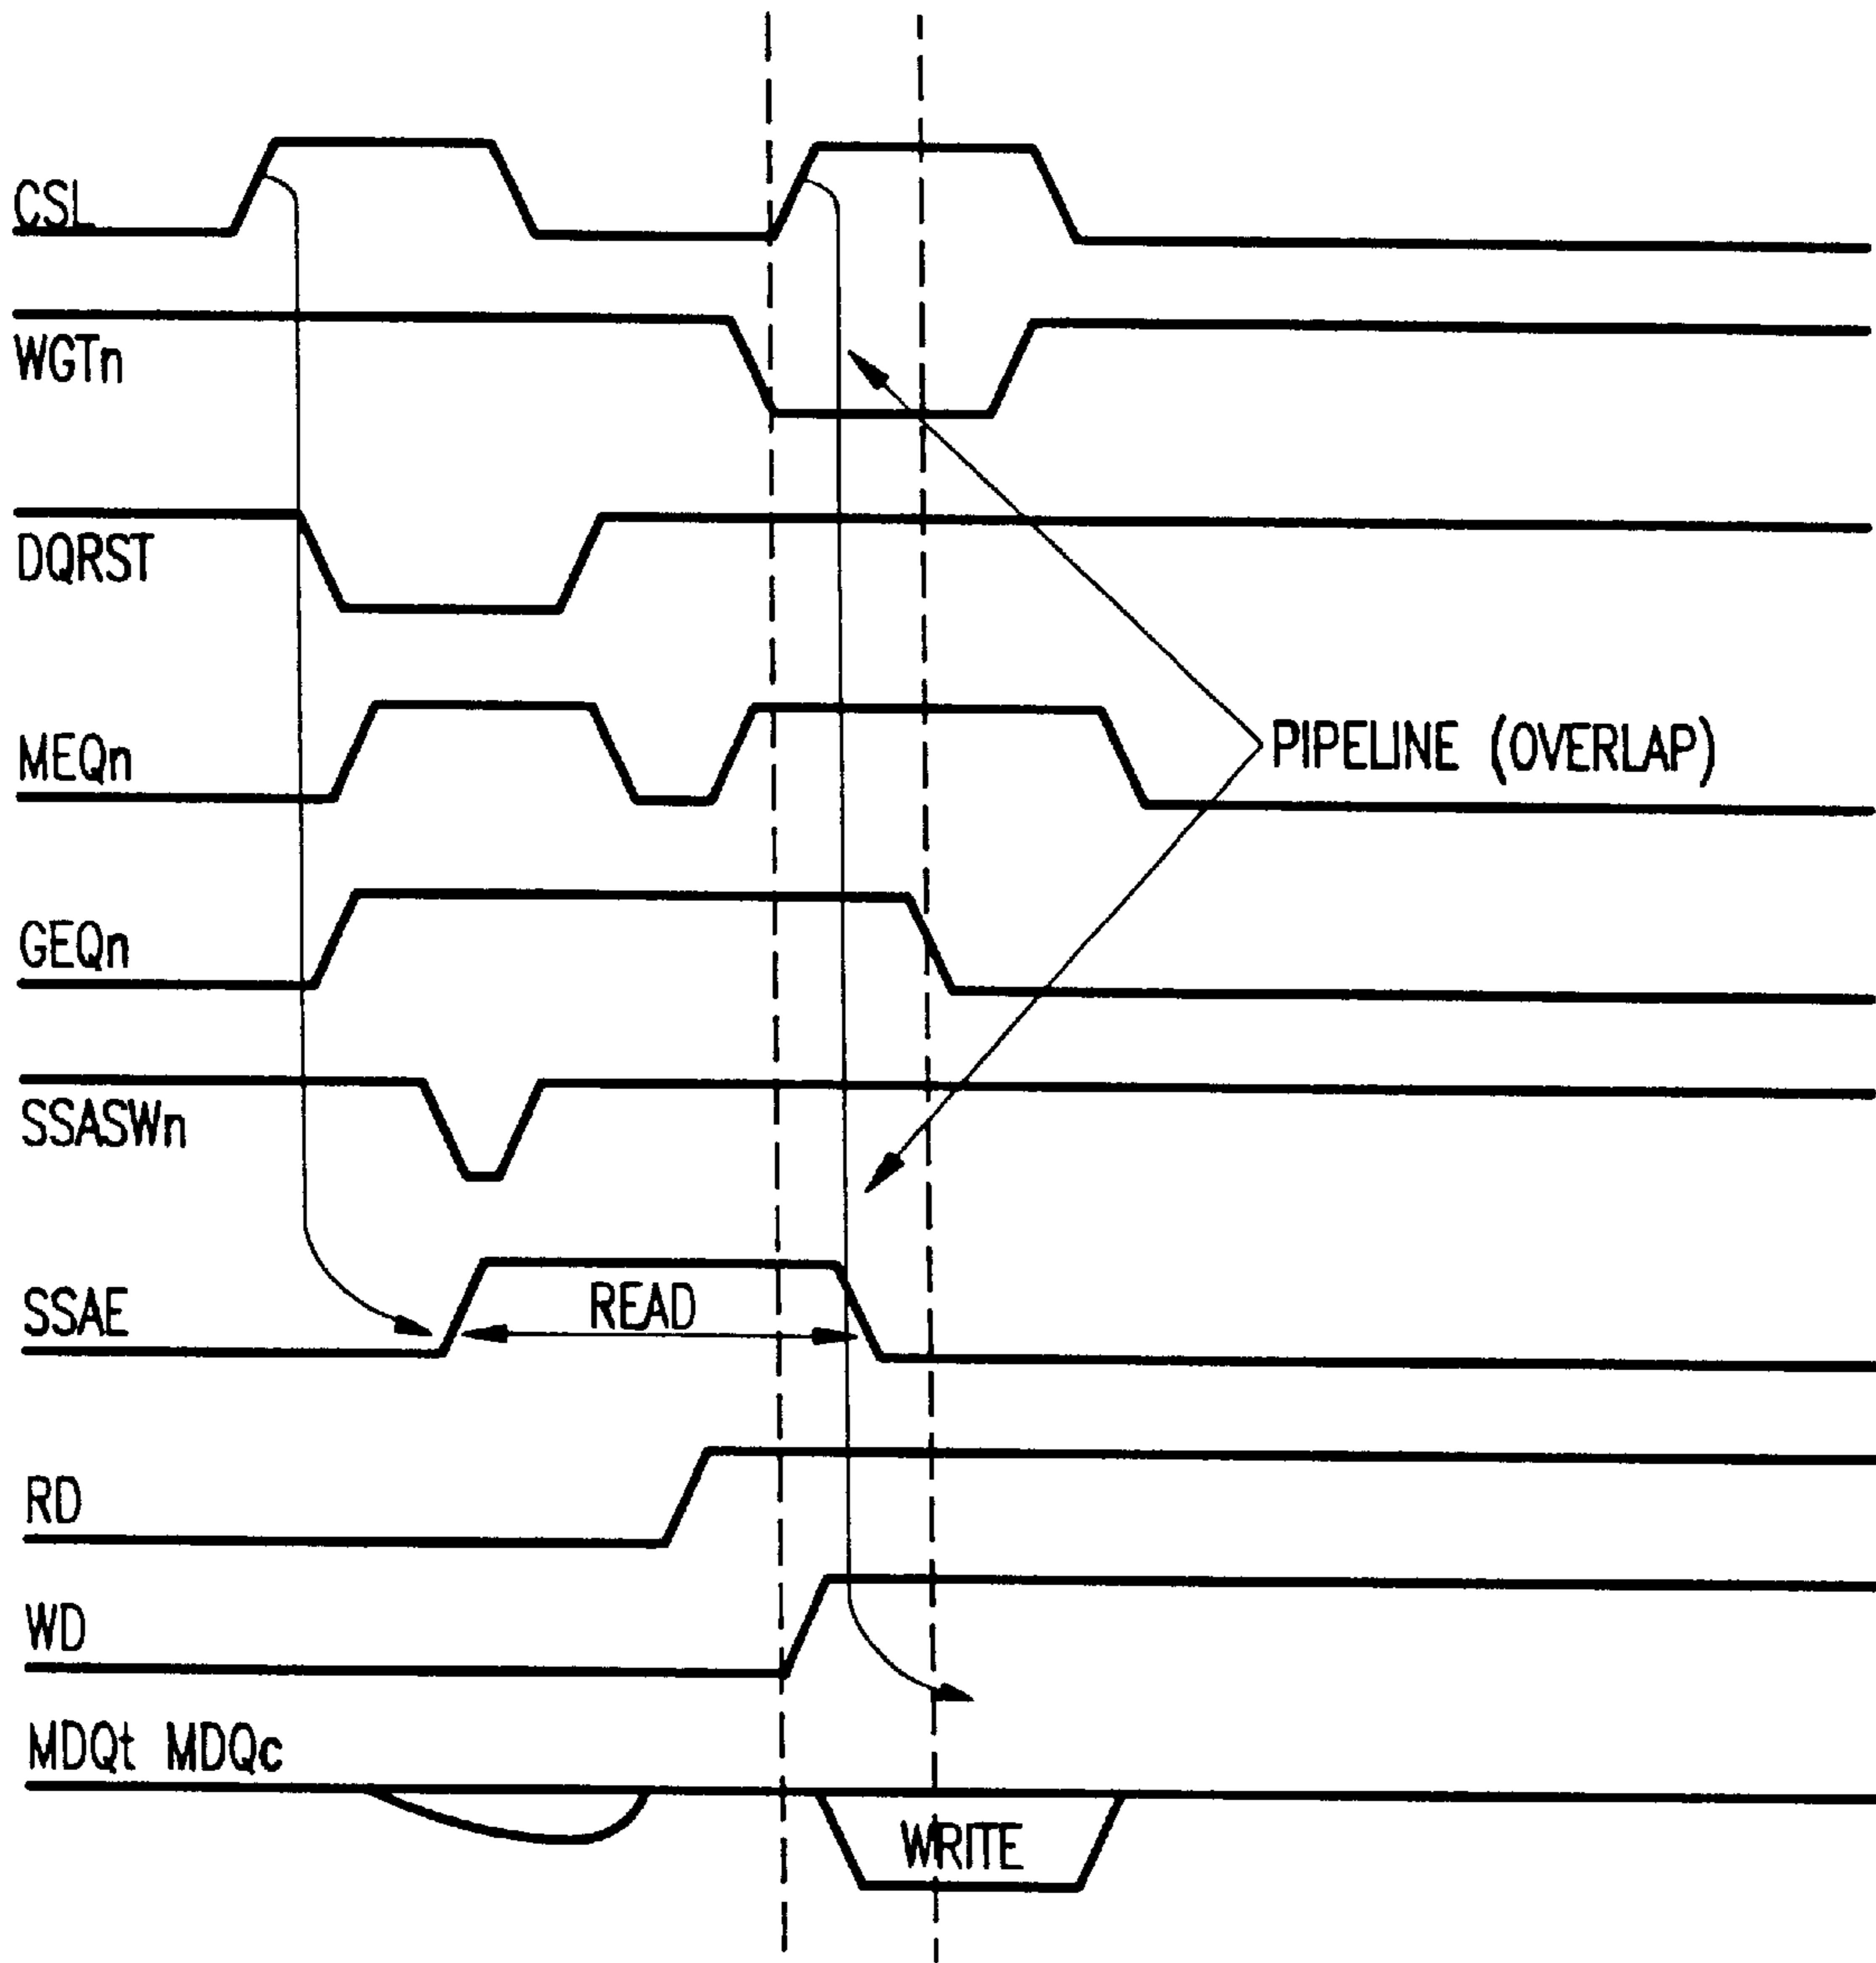 CSL
WGTn
DQRST
MEQn
PIPELINE (OVERLAP)
GEQn
SSASWn
SSAE
READ
RD
WD
MDQt MDQc
WRITE